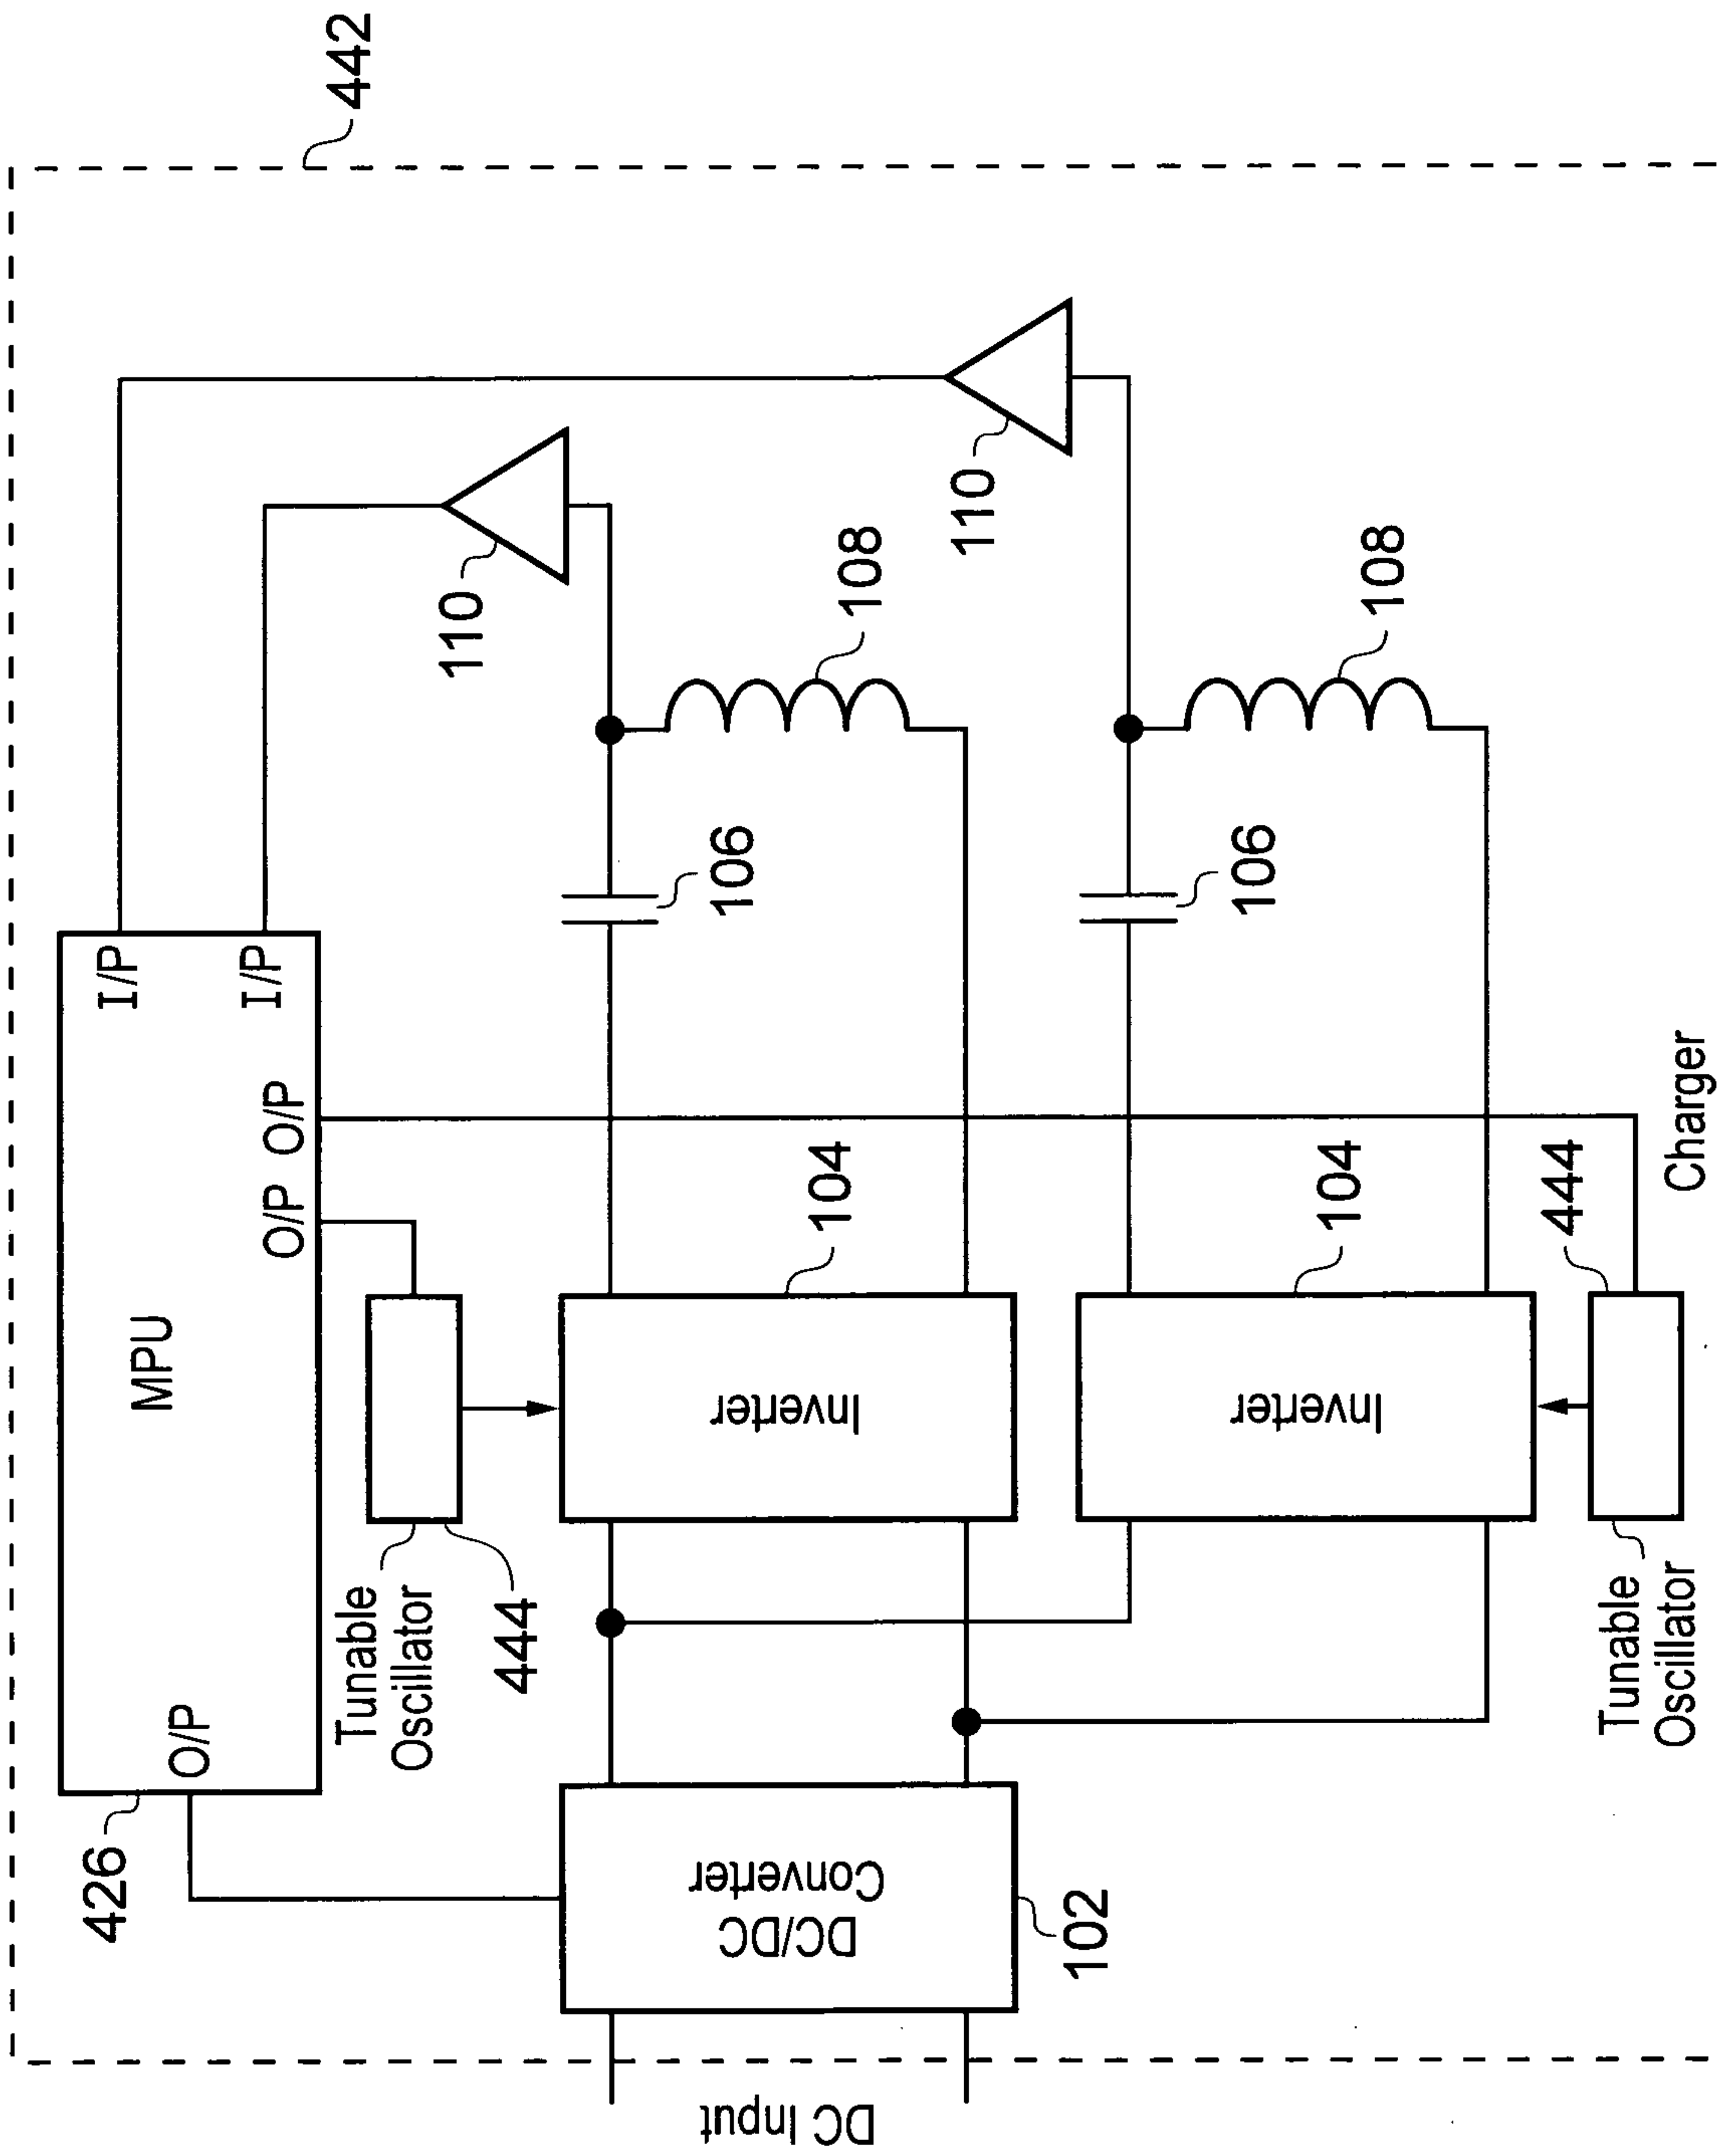 442
426
MPU
O/P
I/P
I/P
O/P
O/P
Tunable
Oscillator
444
110
110
DC Input
DC/DC
Converter
102
Inverter
104
106
108
Inverter
104
106
108
Tunable
Oscillator
444
Charger